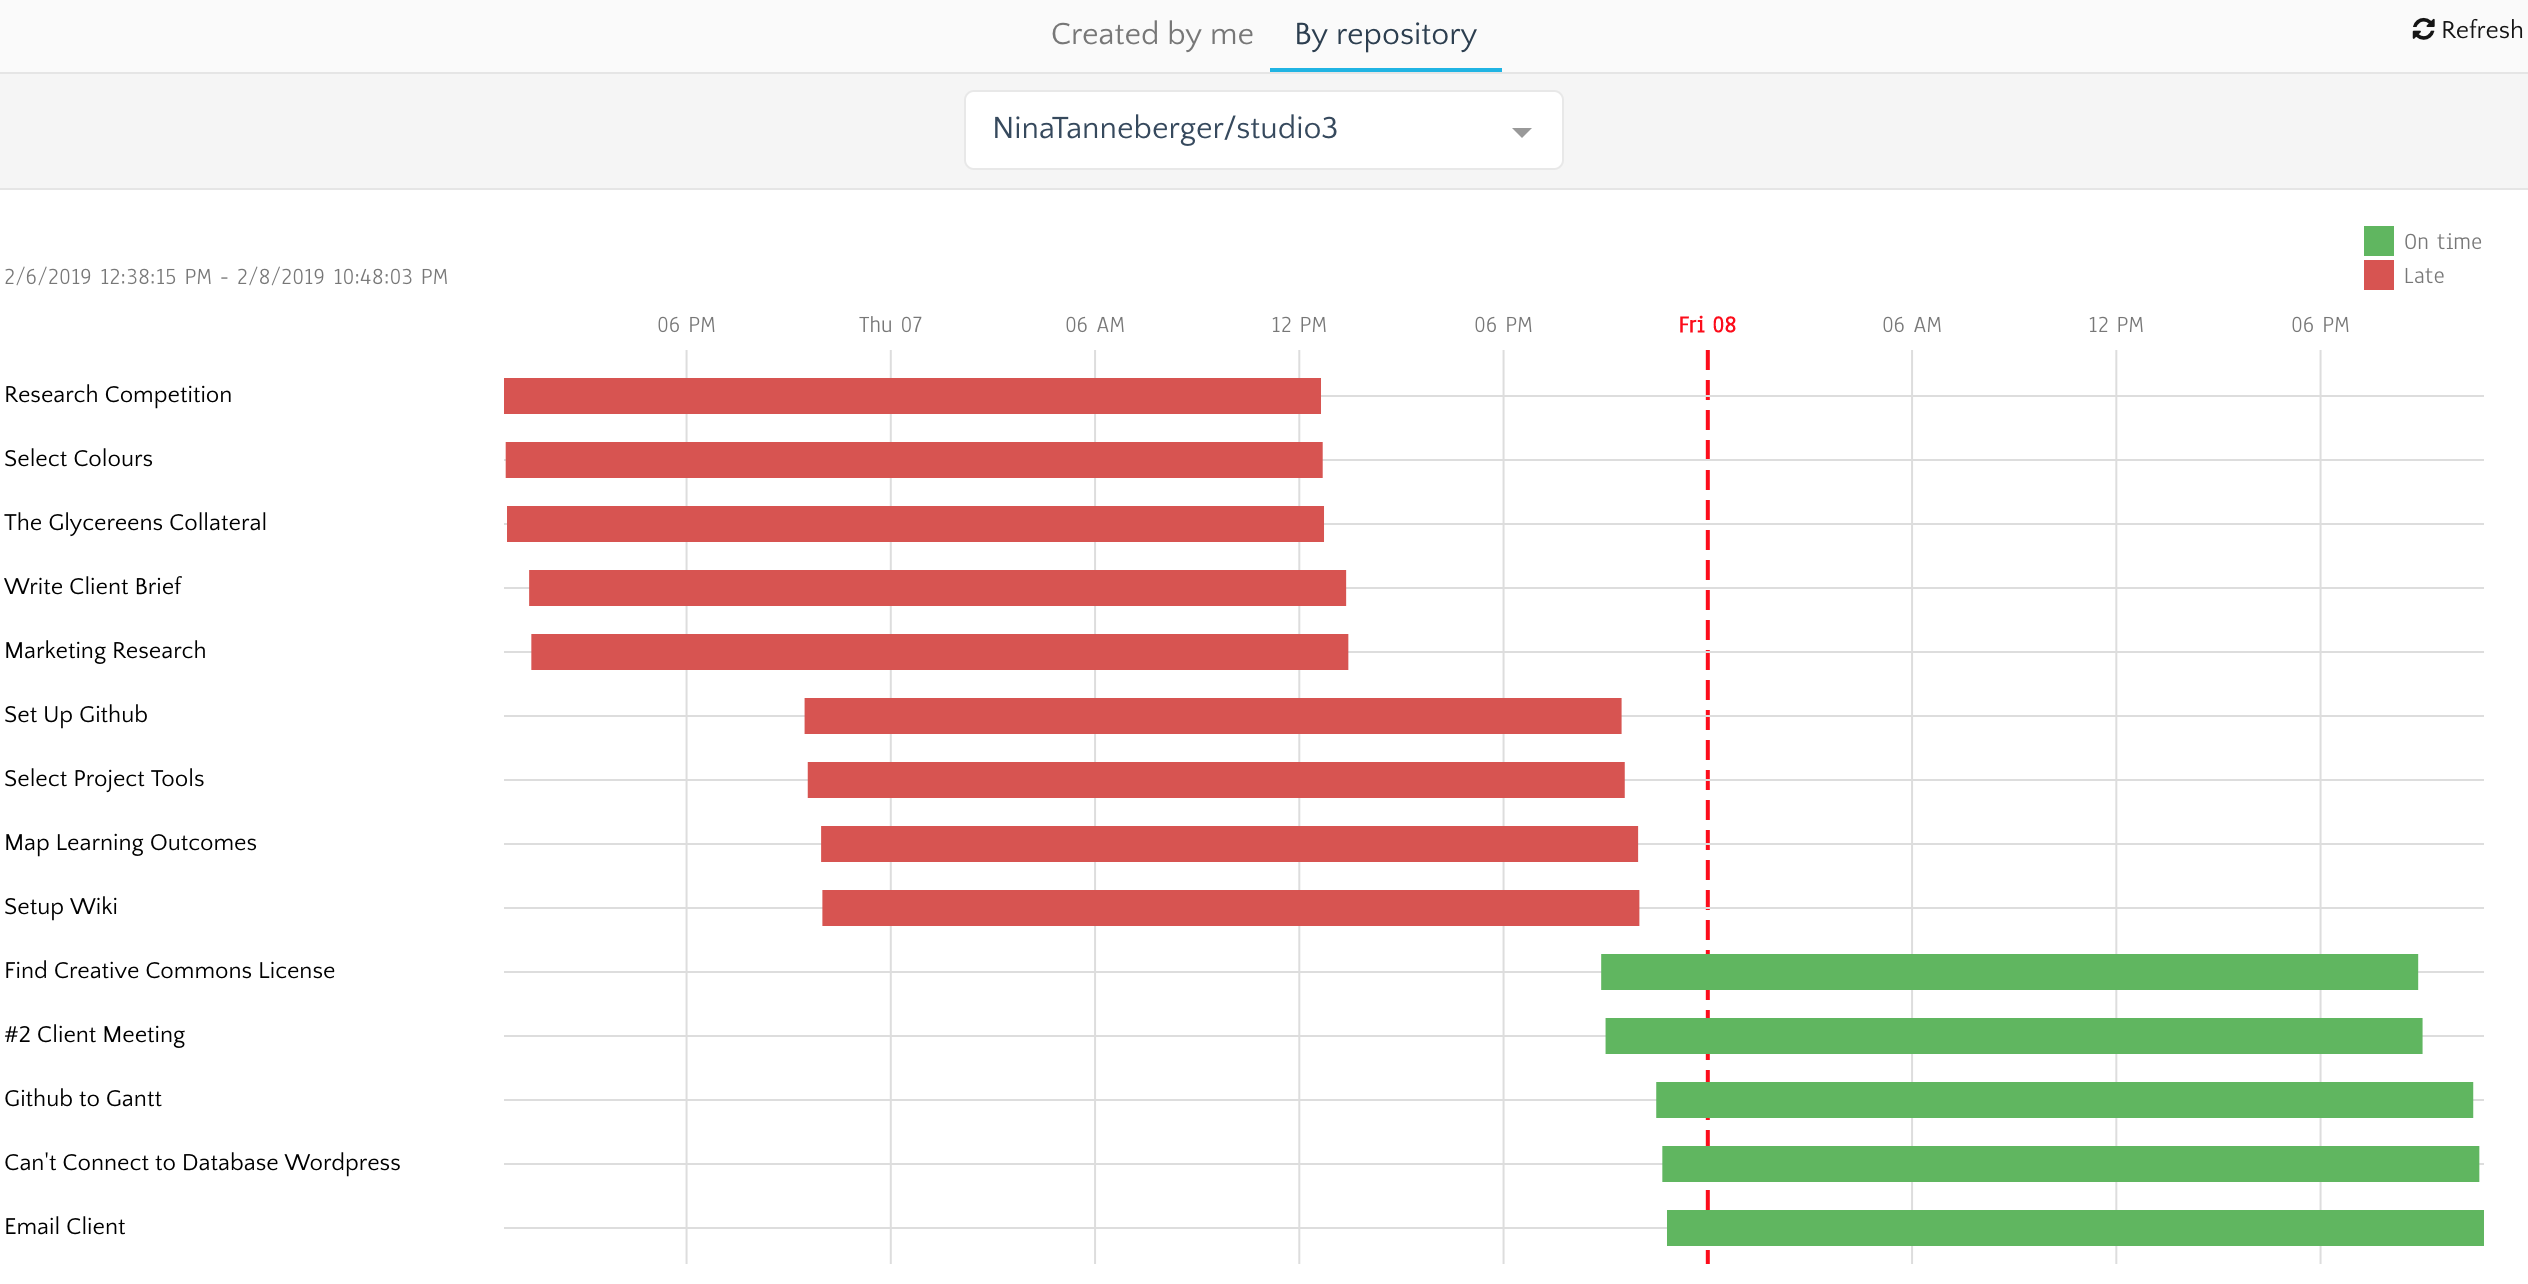 Created by me By repository Refresh
NinaTanneberger/studio3
On time
2/6/2019 12:38:15 PM - 2/8/2019 10:48:03 PM
Late
06 PM Thu 07 06 AM 12 PM 06 PM Fri 08 06 AM 12 PM 06 PM
Research Competition
Select Colours
The Glycereens Collateral
Write Client Brief
Marketing Research
Set Up Github
Select Project Tools
Map Learning Outcomes
Setup Wiki
Find Creative Commons License
#2 Client Meeting
Github to Gantt
Can't Connect to Database Wordpress
Email Client